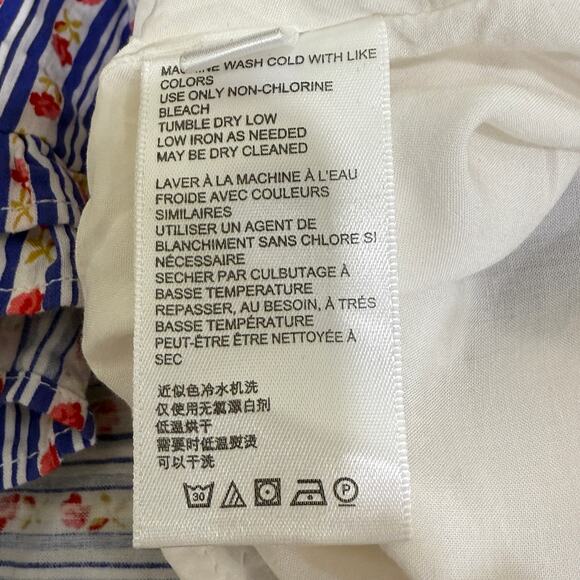 MACHINE WASH COLD WITH LIKE
COLORS
USE ONLY NON-CHLORINE
BLEACH
TUMBLE DRY LOW
LOW IRON AS NEEDED
MAY BE DRY CLEANED
LAVER À LA MACHINE À L'EAU
FROIDE AVEC COULEURS
SIMILAIRES
UTILISER UN AGENT DE
BLANCHIMENT SANS CHLORE SI
NÉCESSAIRE
SECHER PAR CULBUTAGE À
BASSE TEMPERATURE
REPASSER, AU BESOIN, À TRÉS
BASSE TEMPÉRATURE
PEUT-ÊTRE ÊTRE NETTOYÉE À
SEC
近似色冷水机洗
仅使用无氯漂白剂
低温烘干
需要时低温熨烫
可以干洗
30 P